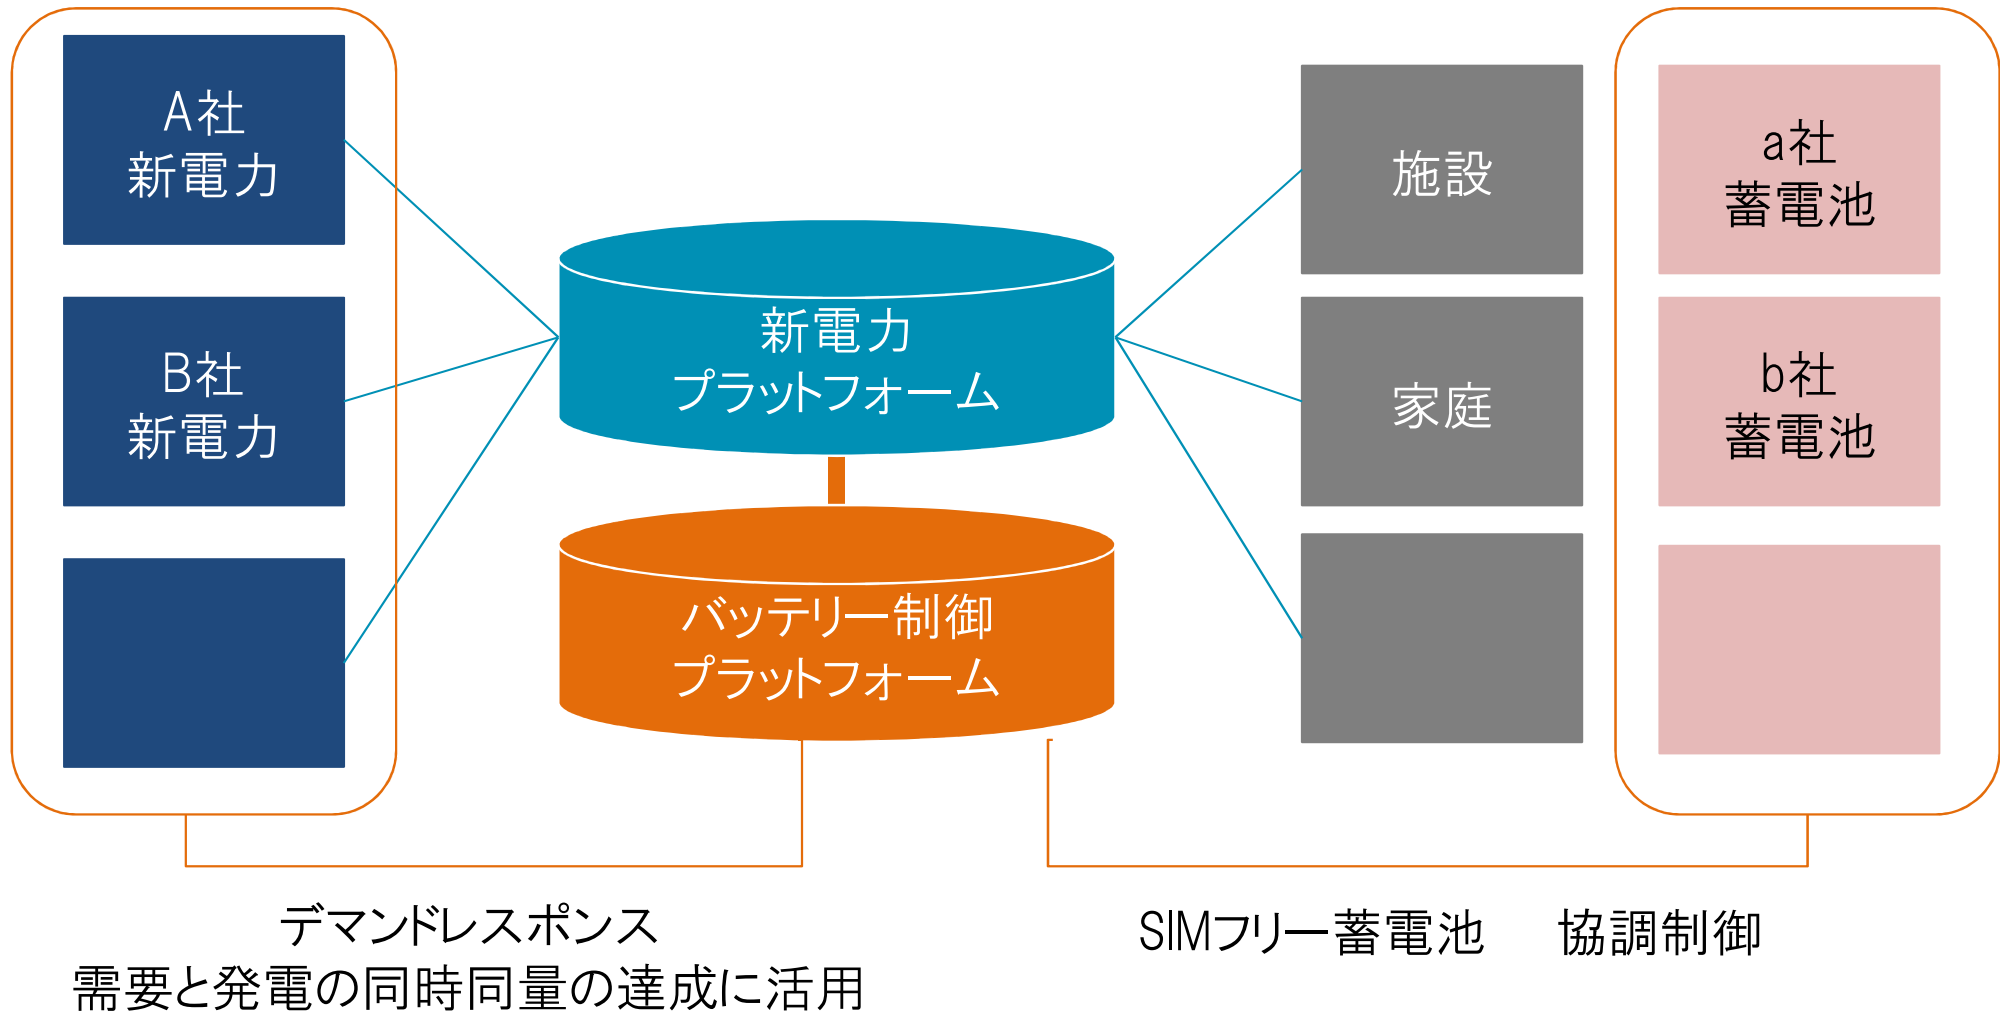 A社
新電力
B社
新電力
新電力
プラットフォーム
バッテリー制御
プラットフォーム
施設
家庭
a社
蓄電池
b社
蓄電池
デマンドレスポンス
需要と発電の同時同量の達成に活用
SIMフリー蓄電池　協調制御